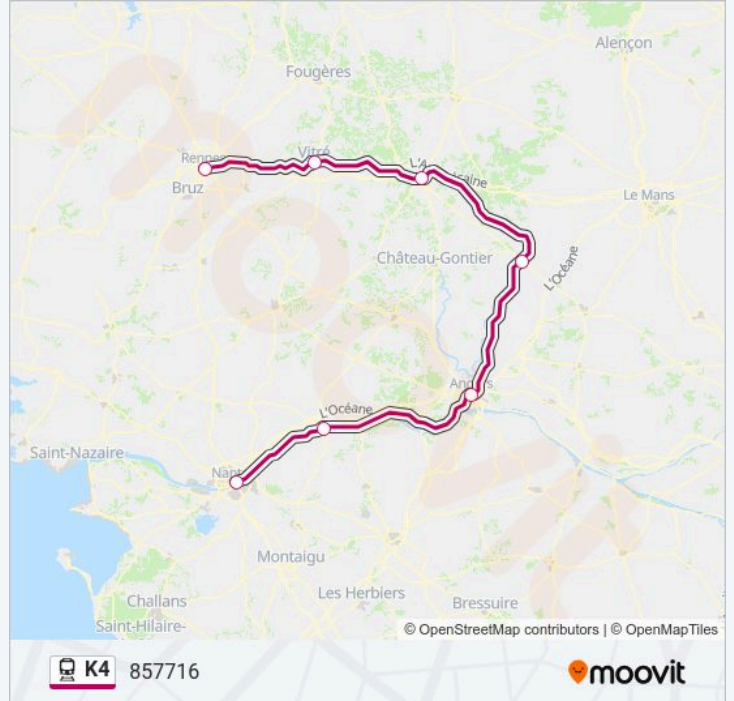 Alençon
Fougères
Vitré
Rennes
Bruz
L'A
caine
Le Mans
Château-Gontier
L'Océane
Angers
L'Océane
Saint-Nazaire
Nantes
Montaigu
Les Herbiers
Challans
Bressuire
Saint-Hilaire-
© OpenStreetMap contributors | © OpenMapTiles
K4 857716
moovit